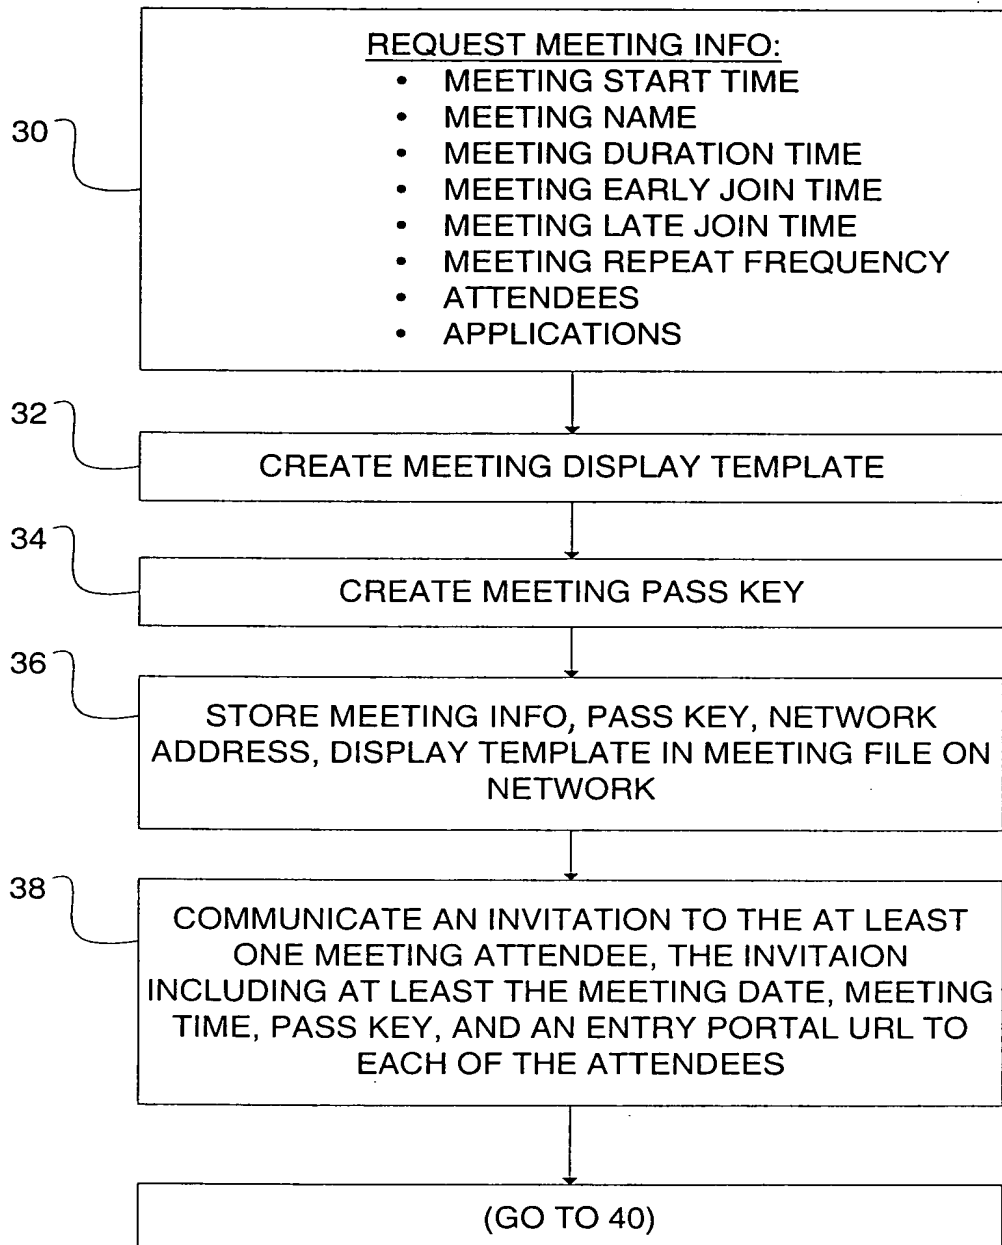 REQUEST MEETING INFO:
• MEETING START TIME
• MEETING NAME
• MEETING DURATION TIME
• MEETING EARLY JOIN TIME
• MEETING LATE JOIN TIME
• MEETING REPEAT FREQUENCY
• ATTENDEES
• APPLICATIONS
30
32
CREATE MEETING DISPLAY TEMPLATE
34
CREATE MEETING PASS KEY
36
STORE MEETING INFO, PASS KEY, NETWORK
ADDRESS, DISPLAY TEMPLATE IN MEETING FILE ON
NETWORK
38
COMMUNICATE AN INVITATION TO THE AT LEAST
ONE MEETING ATTENDEE, THE INVITAION
INCLUDING AT LEAST THE MEETING DATE, MEETING
TIME, PASS KEY, AND AN ENTRY PORTAL URL TO
EACH OF THE ATTENDEES
(GO TO 40)